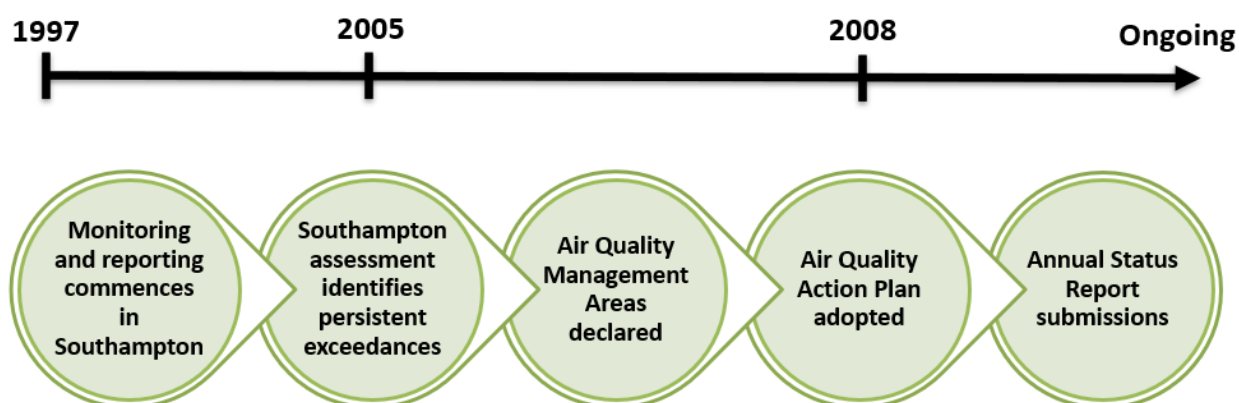 1997
2005
2008
Ongoing
Monitoring
and reporting
commences
in
Southampton
Southampton
assessment
identifies
persistent
exceedances
Air Quality
Management
Areas
declared
Air Quality
Action Plan
adopted
Annual Status
Report
submissions